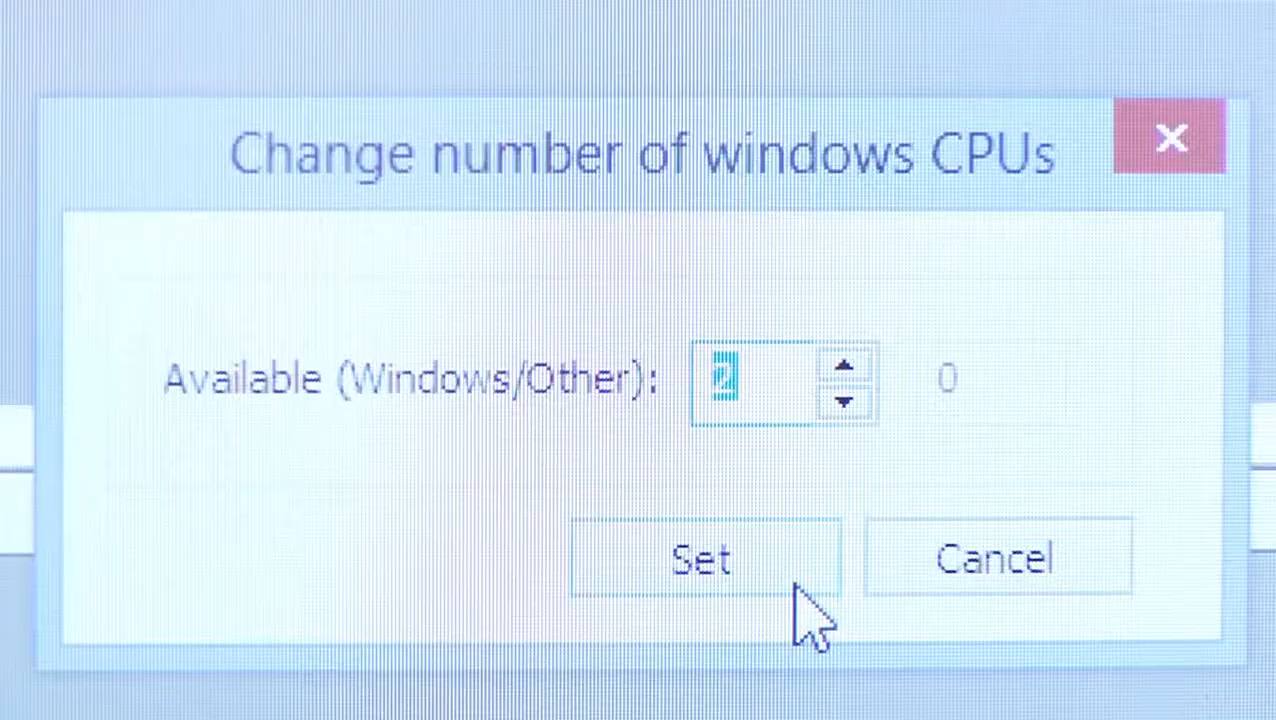 Change number of windows CPUs
Available (Windows/Other): 2 0
Set Cancel